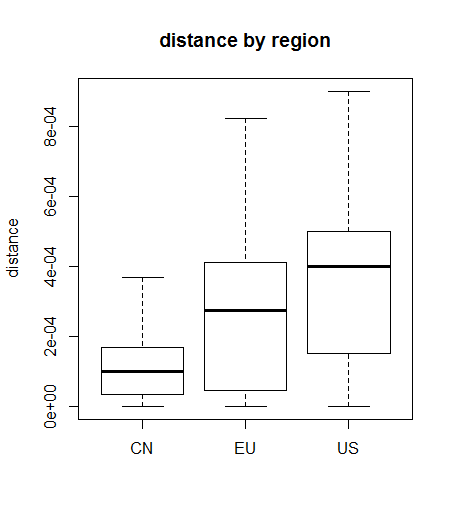 distance by region
distance
8e-04
6e-04
4e-04
2e-04
0e+00
CN EU US